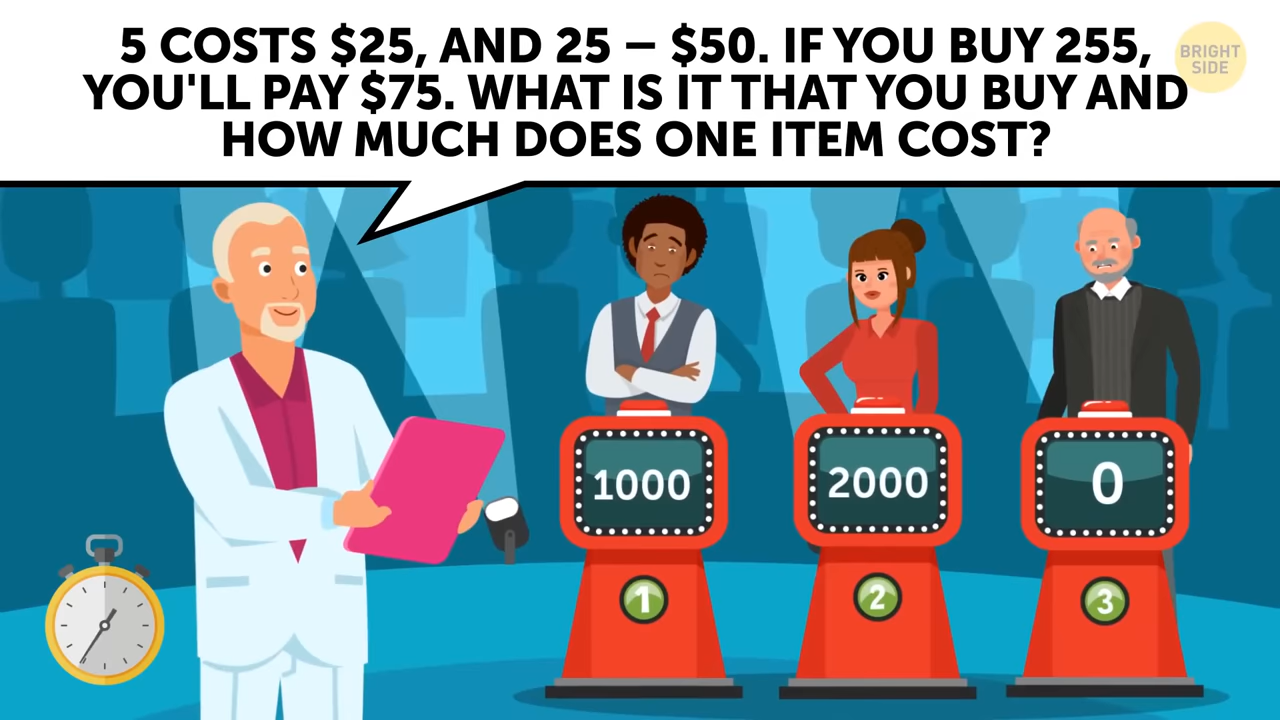 5 COSTS $25, AND 25 – $50. IF YOU BUY 255,
YOU'LL PAY $75. WHAT IS IT THAT YOU BUY AND
HOW MUCH DOES ONE ITEM COST?
BRIGHT
SIDE
1000
2000
0
1
2
3